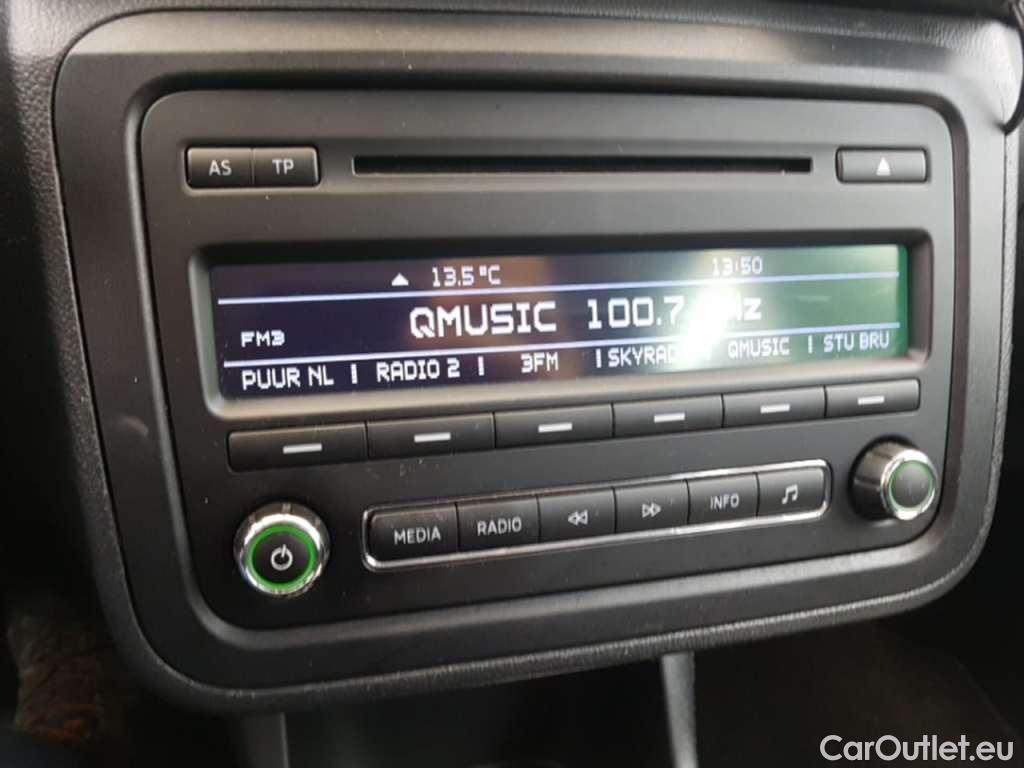 AS TP
13.5°C 13:50
QMUSIC 100.7
FM3
PUUR NL | RADIO 2 | 3FM | SKYRAD | QMUSIC | STU BRU
MEDIA RADIO INFO
CarOutlet.eu